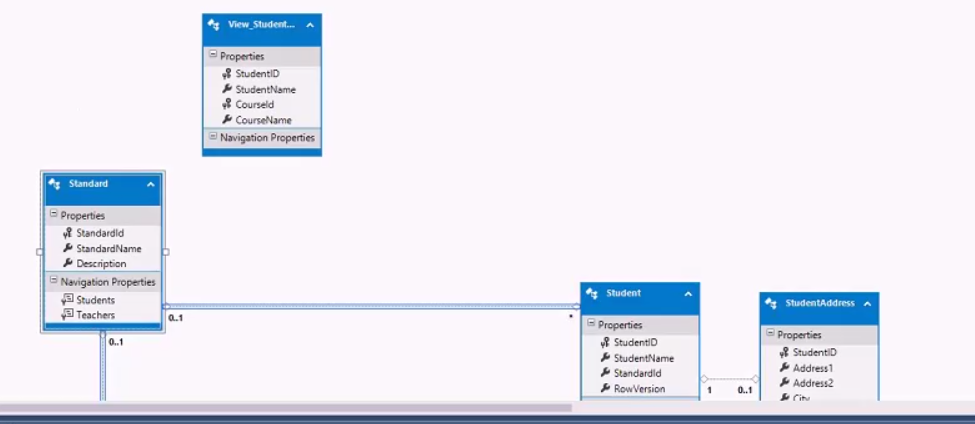 View_Student...
Properties
StudentID
StudentName
CourseId
CourseName
Navigation Properties
Standard
Properties
StandardId
StandardName
Description
Navigation Properties
Students
Teachers
0..1
*
0..1
Student
Properties
StudentID
StudentName
StandardId
RowVersion
1
0..1
StudentAddress
Properties
StudentID
Address1
Address2
City